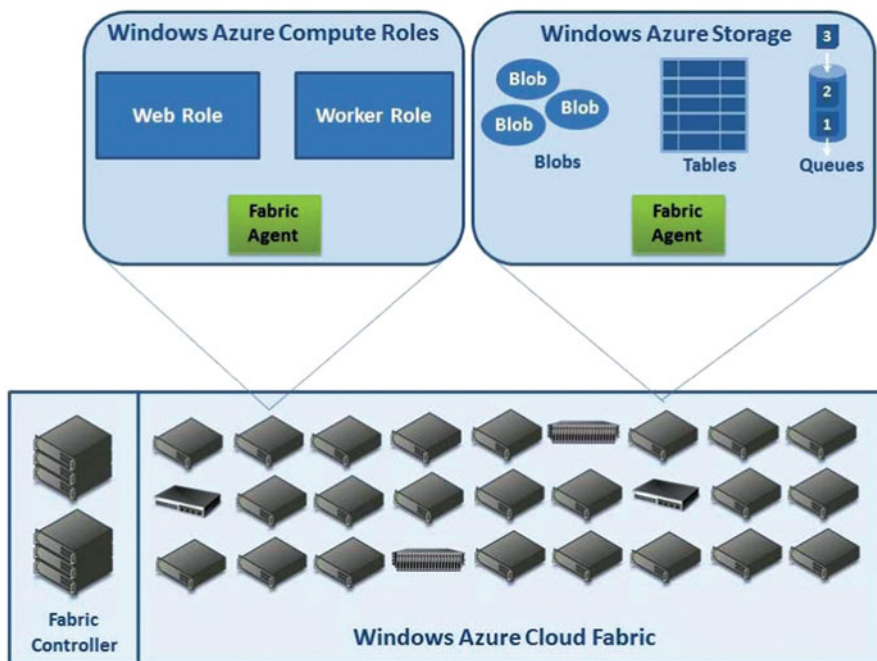 Windows Azure Compute Roles
Web Role
Worker Role
Fabric
Agent
Windows Azure Storage
3
Blob
Blob
Blob
2
1
Blobs
Tables
Queues
Fabric
Agent
Fabric
Controller
Windows Azure Cloud Fabric